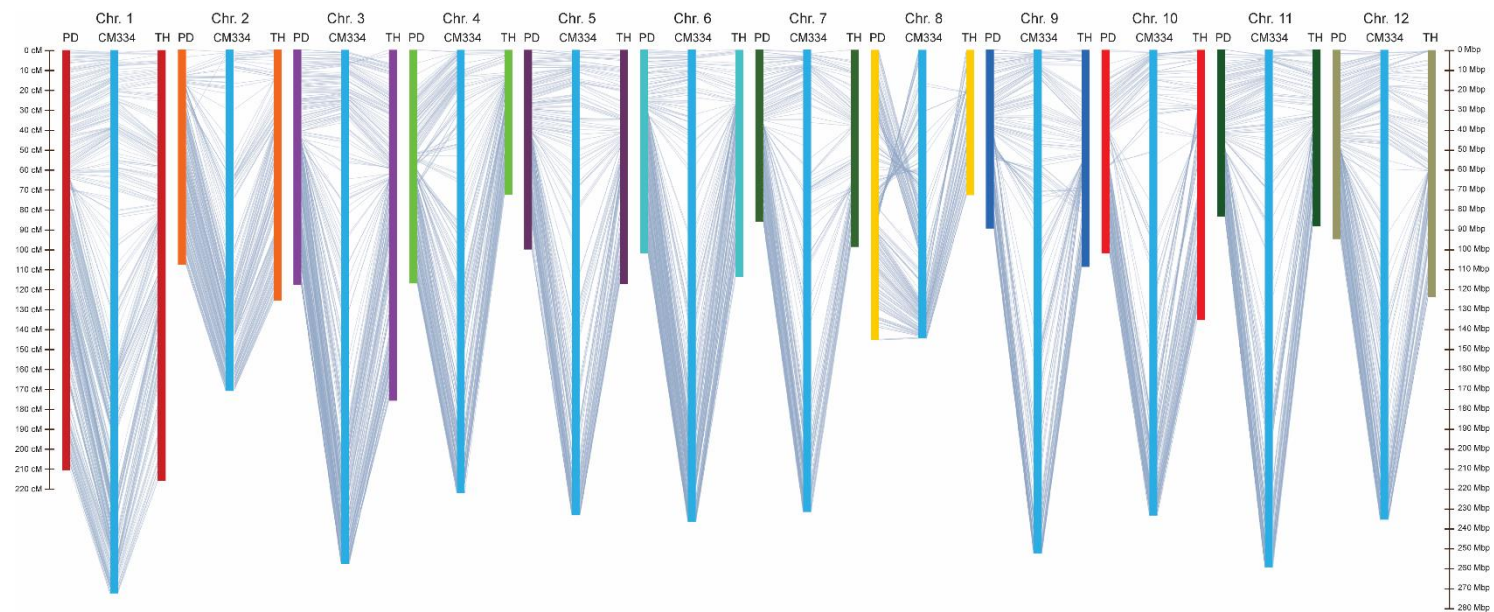 Chr. 1 Chr. 2 Chr. 3 Chr. 4 Chr. 5 Chr. 6 Chr. 7 Chr. 8 Chr. 9 Chr. 10 Chr. 11 Chr. 12
PD CM334 TH PD CM334 TH PD CM334 TH PD CM334 TH PD CM334 TH PD CM334 TH PD CM334 TH PD CM334 TH PD CM334 TH PD CM334 TH PD CM334 TH PD CM334 TH
0 cM 0 Mbp
10 cM 10 Mbp
20 cM 20 Mbp
30 cM 30 Mbp
40 cM 40 Mbp
50 cM 50 Mbp
60 cM 60 Mbp
70 cM 70 Mbp
80 cM 80 Mbp
90 cM 90 Mbp
100 cM 100 Mbp
110 cM 110 Mbp
120 cM 120 Mbp
130 cM 130 Mbp
140 cM 140 Mbp
150 cM 150 Mbp
160 cM 160 Mbp
170 cM 170 Mbp
180 cM 180 Mbp
190 cM 190 Mbp
200 cM 200 Mbp
210 cM 210 Mbp
220 cM 220 Mbp
230 Mbp
240 Mbp
250 Mbp
260 Mbp
270 Mbp
280 Mbp